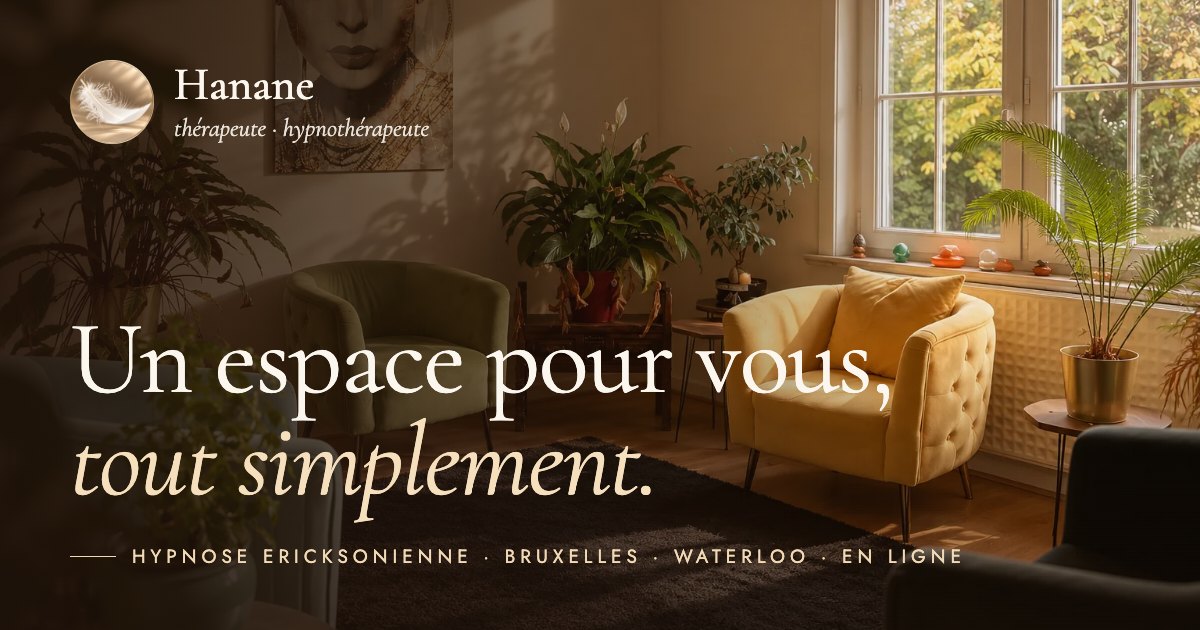 Hanane
thérapeute · hypnothérapeute
Un espace pour vous,
tout simplement.
HYPNOSE ERICKSONIENNE · BRUXELLES · WATERLOO · EN LIGNE